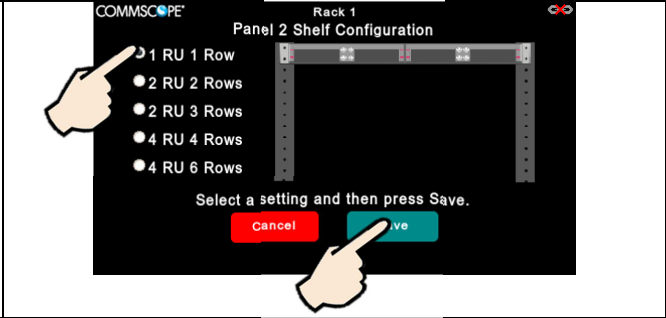 COMMSCOPE®
Rack 1
Panel 2 Shelf Configuration
1 RU 1 Row
2 RU 2 Rows
2 RU 3 Rows
4 RU 4 Rows
4 RU 6 Rows
Select a setting and then press Save.
Cancel
ve